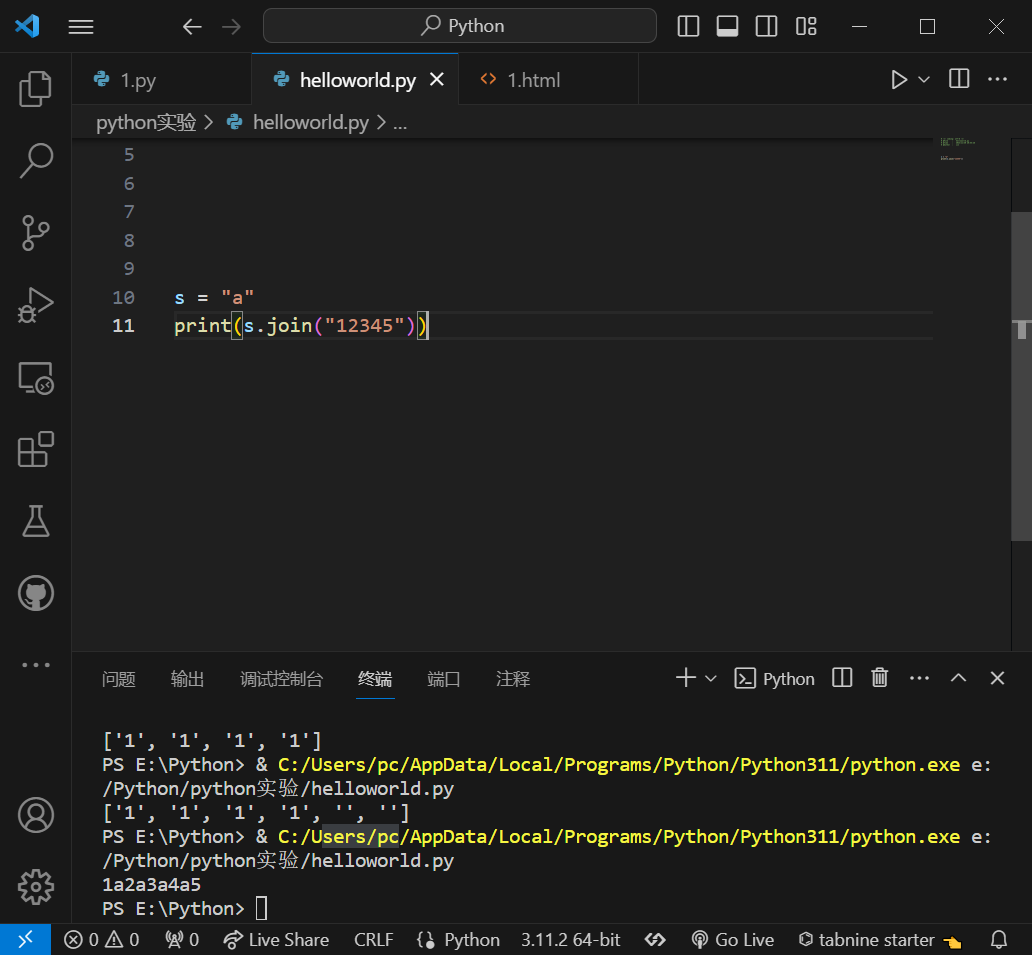 Python
1.py
helloworld.py
1.html
python实验 > helloworld.py > ...
5
6
7
8
9
10 s = "a"
11 print(s.join("12345"))
问题 输出 调试控制台 终端 端口 注释
Python
['1', '1', '1', '1']
PS E:\Python> & C:/Users/pc/AppData/Local/Programs/Python/Python311/python.exe e:
/Python/python实验/helloworld.py
['1', '1', '1', '1', '', '']
PS E:\Python> & C:/Users/pc/AppData/Local/Programs/Python/Python311/python.exe e:
/Python/python实验/helloworld.py
1a2a3a4a5
PS E:\Python>
0 0 0 Live Share CRLF Python 3.11.2 64-bit Go Live tabnine starter